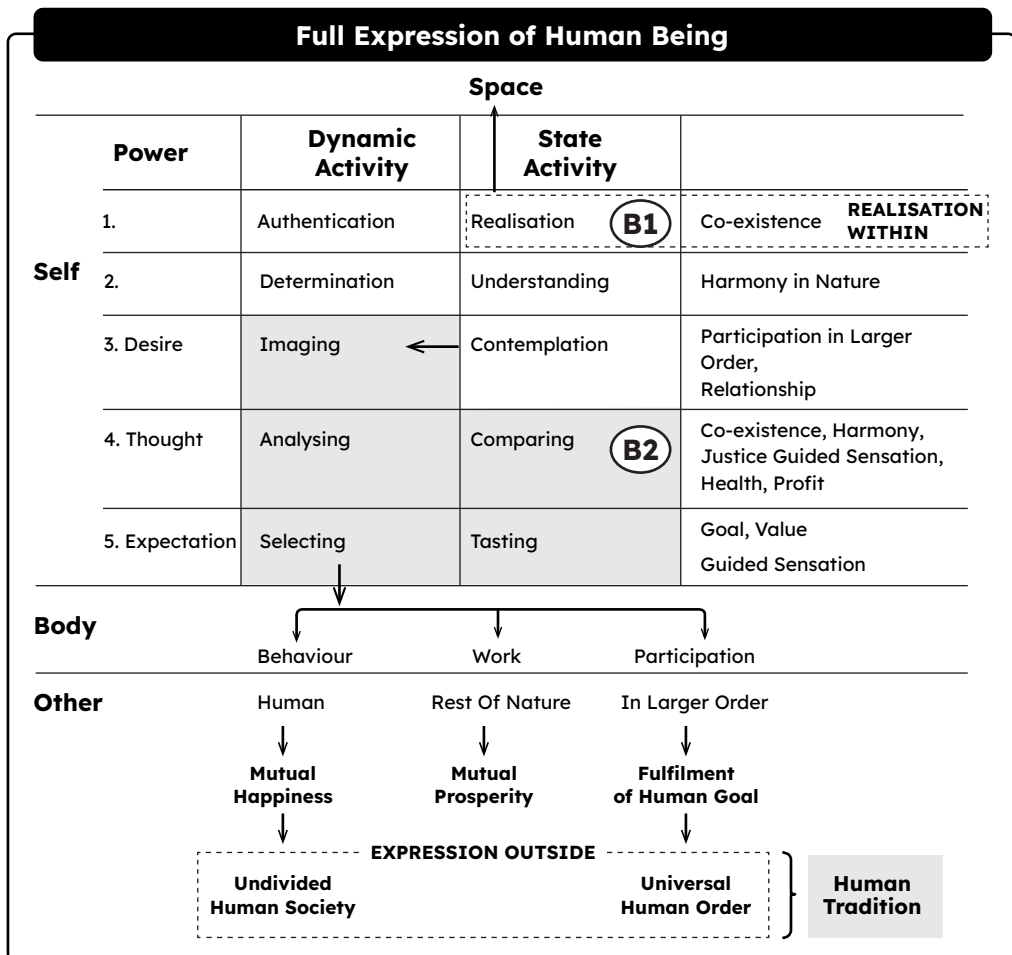 Full Expression of Human Being
Space
Power
Dynamic
Activity
State
Activity
Self
1.
Authentication
Realisation
B1
Co-existence
REALISATION
WITHIN
2.
Determination
Understanding
Harmony in Nature
3. Desire
Imaging
Contemplation
Participation in Larger
Order,
Relationship
4. Thought
Analysing
Comparing
B2
Co-existence, Harmony,
Justice Guided Sensation,
Health, Profit
5. Expectation
Selecting
Tasting
Goal, Value
Guided Sensation
Body
Behaviour
Work
Participation
Other
Human
Rest Of Nature
In Larger Order
Mutual
Happiness
Mutual
Prosperity
Fulfilment
of Human Goal
EXPRESSION OUTSIDE
Undivided
Human Society
Universal
Human Order
Human
Tradition